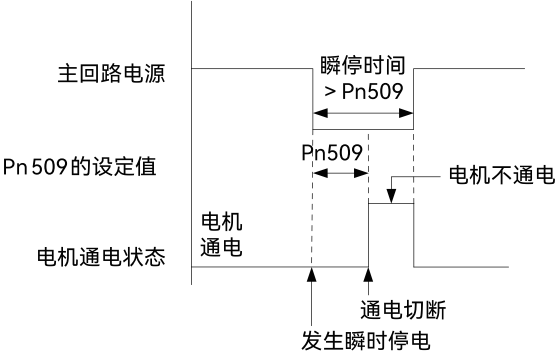 主回路电源
瞬停时间
> Pn509
Pn509
Pn509的设定值
电机不通电
电机
通电
电机通电状态
通电切断
发生瞬时停电